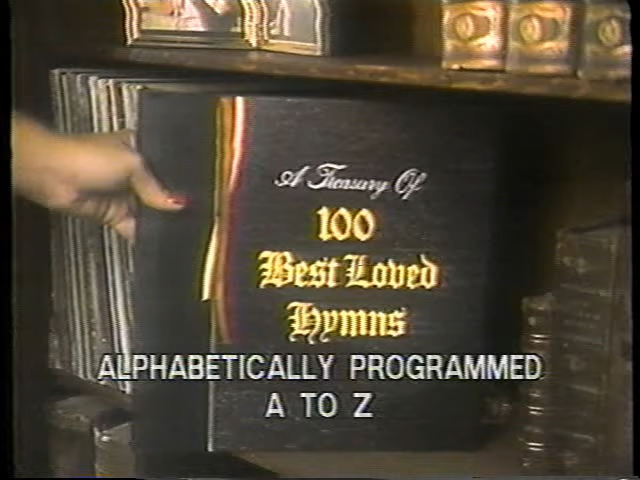 A Treasury Of
100
Best Loved
Hymns
ALPHABETICALLY PROGRAMMED
A TO Z